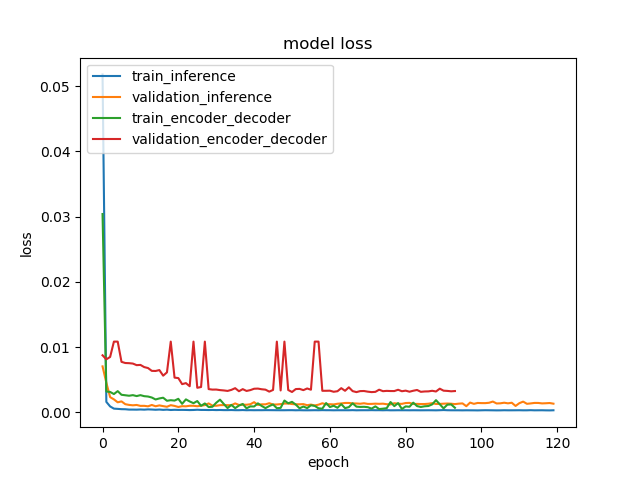 model loss
train_inference
validation_inference
train_encoder_decoder
validation_encoder_decoder
loss
0.05
0.04
0.03
0.02
0.01
0.00
0 20 40 60 80 100 120
epoch